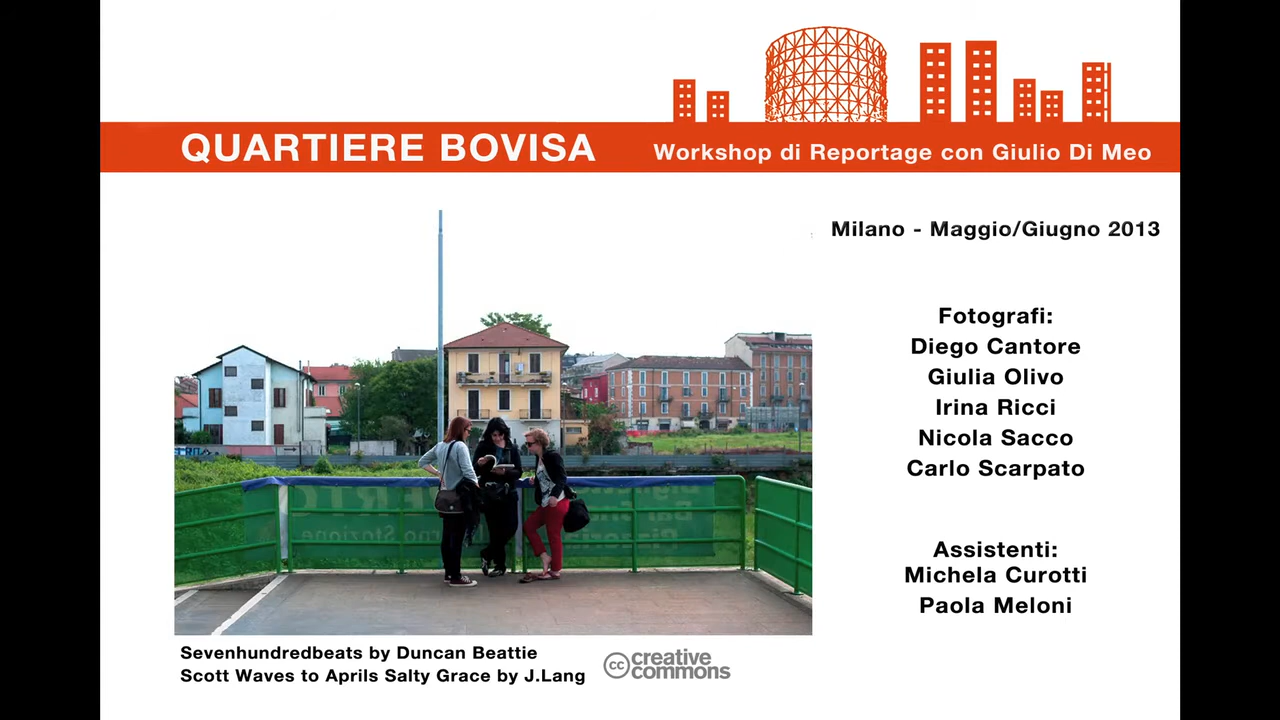 QUARTIERE BOVISA
Workshop di Reportage con Giulio Di Meo
Milano - Maggio/Giugno 2013
Fotografi:
Diego Cantore
Giulia Olivo
Irina Ricci
Nicola Sacco
Carlo Scarpato
Assistenti:
Michela Curotti
Paola Meloni
Sevenhundredbeats by Duncan Beattie
Scott Waves to Aprils Salty Grace by J.Lang
cc creative
commons